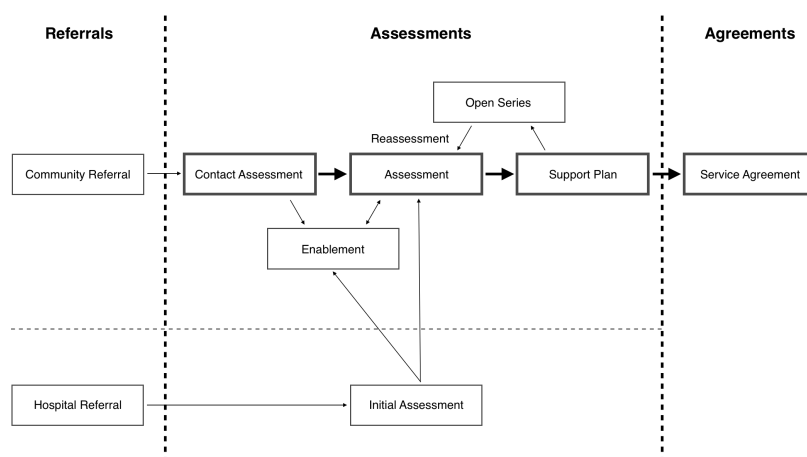 Referrals
Assessments
Agreements
Open Series
Reassessment
Community Referral
Contact Assessment
Assessment
Support Plan
Service Agreement
Enablement
Hospital Referral
Initial Assessment